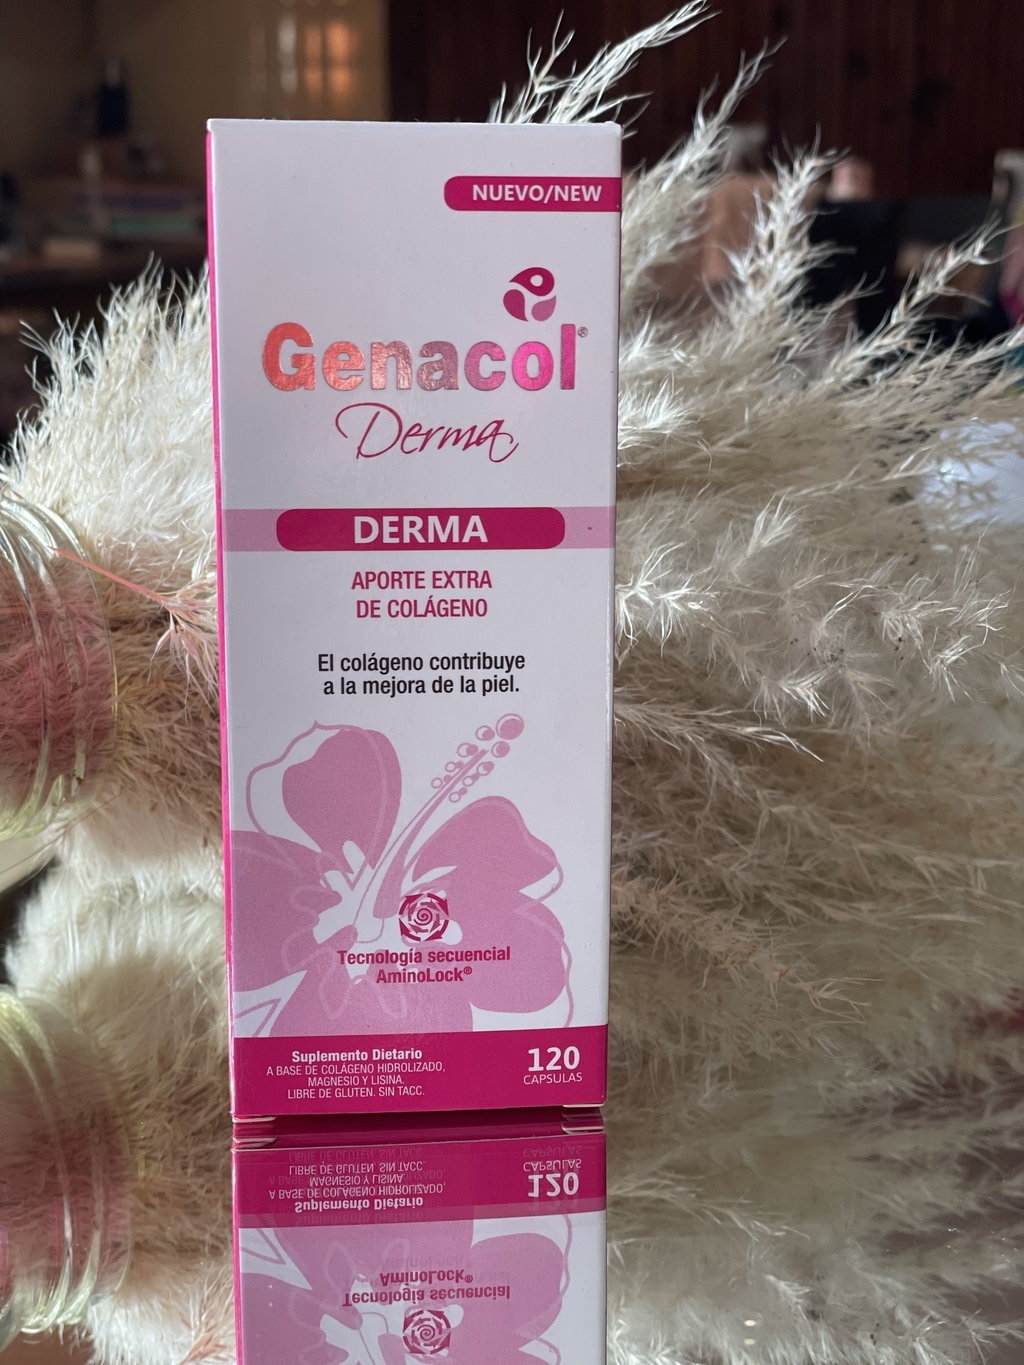 NUEVO/NEW
Genacol®
Derma
DERMA
APORTE EXTRA
DE COLÁGENO
El colágeno contribuye
a la mejora de la piel.
Tecnología secuencial
AminoLock®
Suplemento Dietario
A BASE DE COLÁGENO HIDROLIZADO,
MAGNESIO Y LISINA.
LIBRE DE GLUTEN. SIN TACC.
120
CAPSULAS